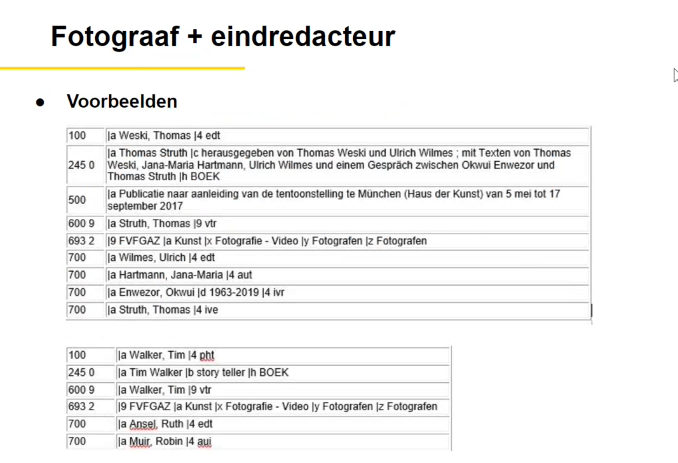 Fotograaf + eindredacteur
● Voorbeelden
100 |a Weski, Thomas |4 edt
245 0 |a Thomas Struth |c herausgegeben von Thomas Weski und Ulrich Wilmes ; mit Texten von Thomas
Weski, Jana-Maria Hartmann, Ulrich Wilmes und einem Gespräch zwischen Okwui Enwezor und
Thomas Struth |h BOEK
500 |a Publicatie naar aanleiding van de tentoonstelling te München (Haus der Kunst) van 5 mei tot 17
september 2017
600 9 |a Struth, Thomas |9 vtr
693 2 |9 FVFGAZ |a Kunst |x Fotografie - Video |y Fotografen |z Fotografen
700 |a Wilmes, Ulrich |4 edt
700 |a Hartmann, Jana-Maria |4 aut
700 |a Enwezor, Okwui |d 1963-2019 |4 ivr
700 |a Struth, Thomas |4 ive
100 |a Walker, Tim |4 pht
245 0 |a Tim Walker |b story teller |h BOEK
600 9 |a Walker, Tim |9 vtr
693 2 |9 FVFGAZ |a Kunst |x Fotografie - Video |y Fotografen |z Fotografen
700 |a Ansel, Ruth |4 edt
700 |a Muir, Robin |4 aui